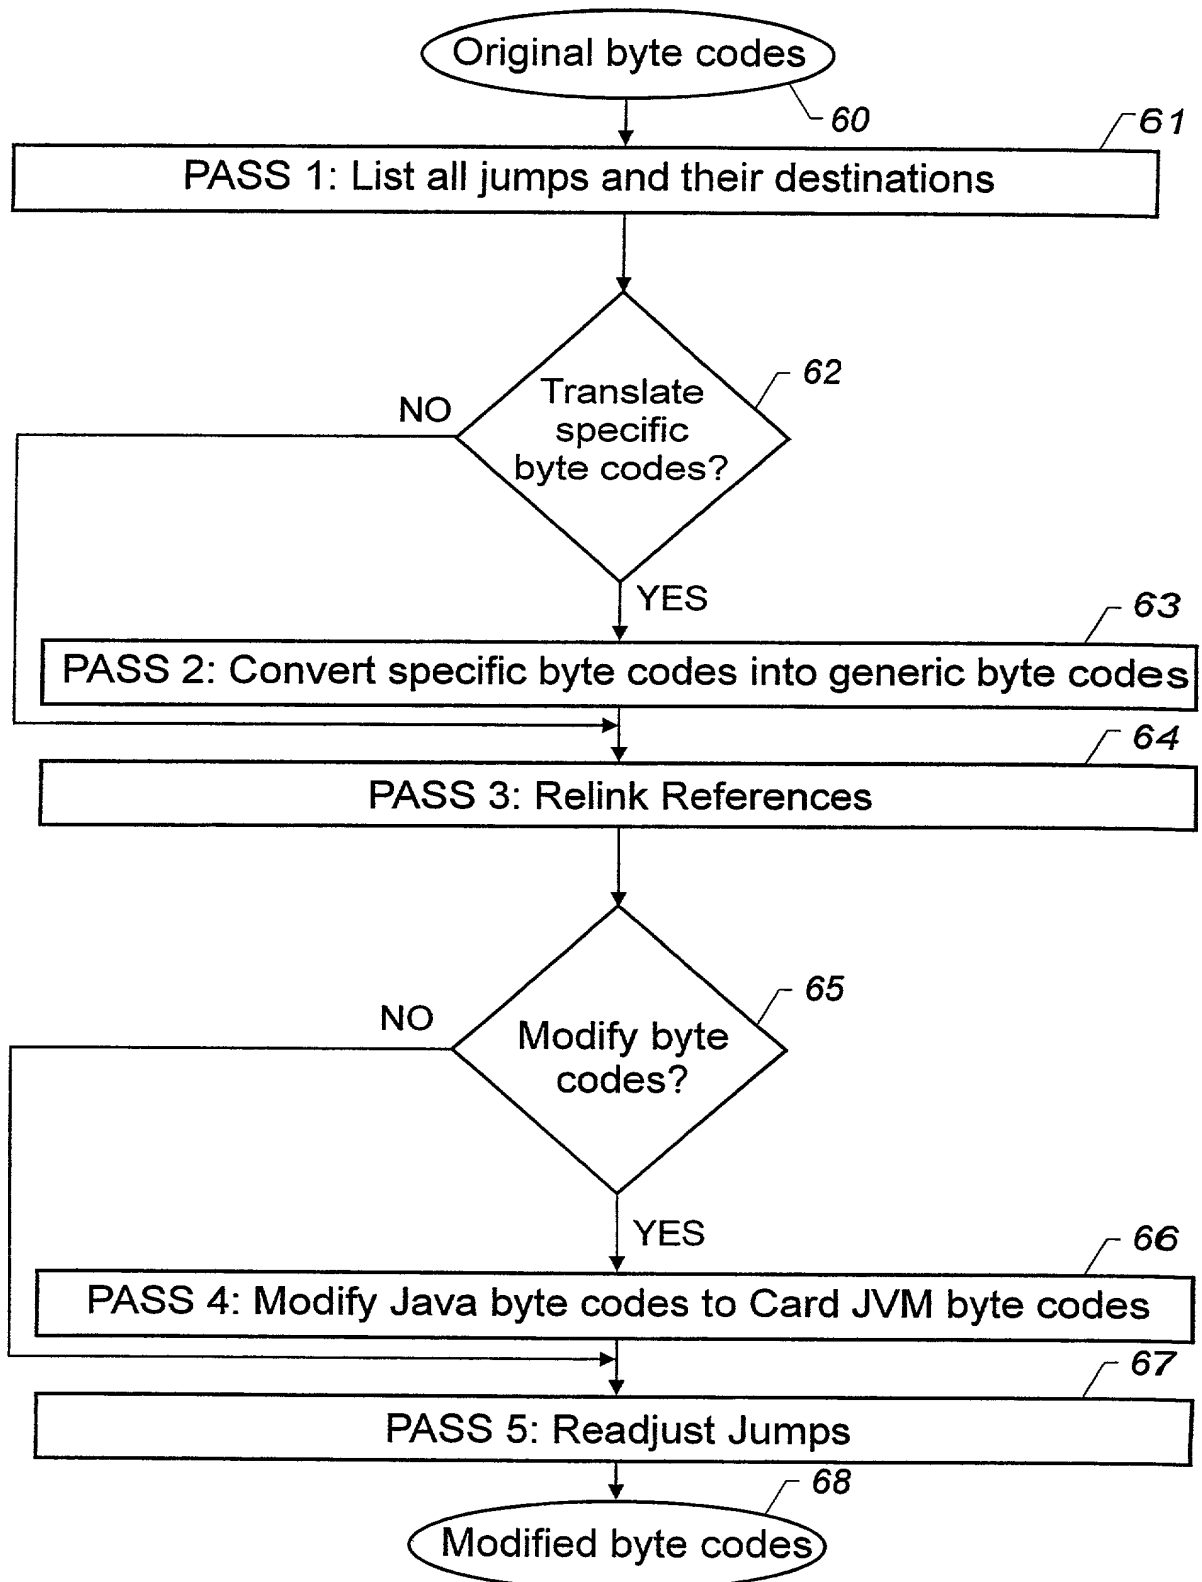 Original byte codes
60
61
PASS 1: List all jumps and their destinations
62
Translate
specific
byte codes?
NO
YES
63
PASS 2: Convert specific byte codes into generic byte codes
64
PASS 3: Relink References
65
NO
Modify byte
codes?
YES
66
PASS 4: Modify Java byte codes to Card JVM byte codes
67
PASS 5: Readjust Jumps
68
Modified byte codes